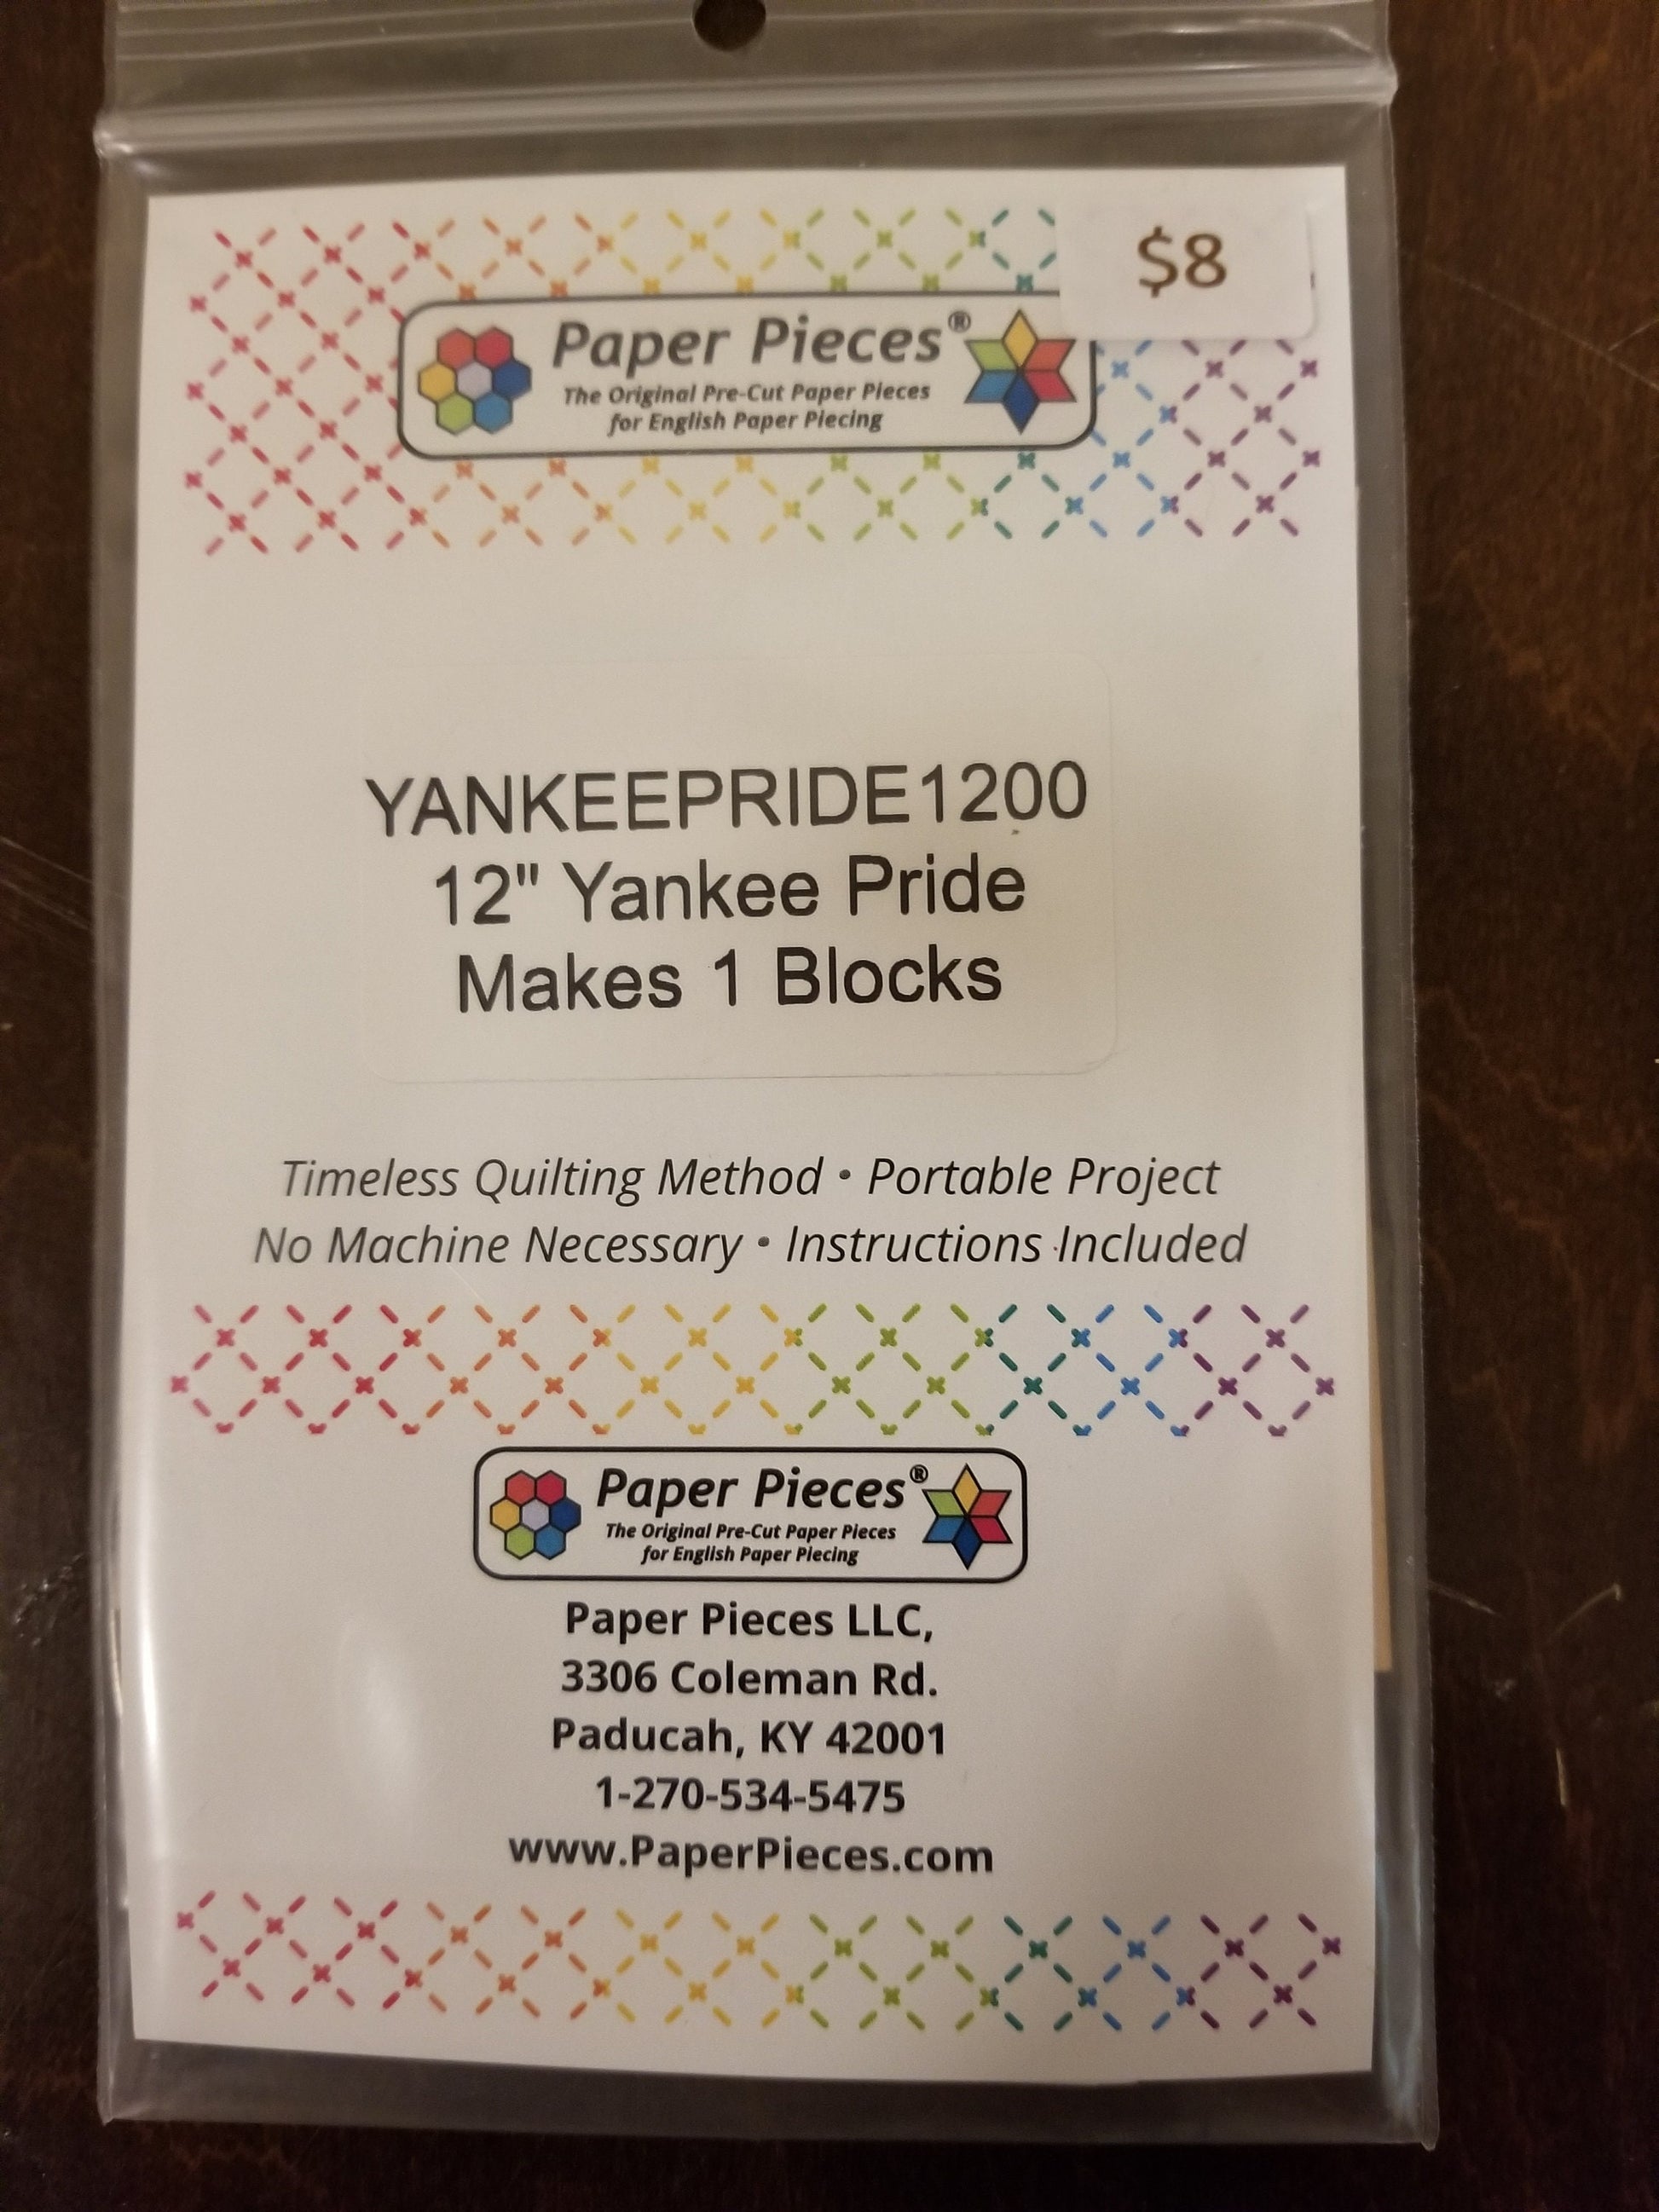 $8
Paper Pieces®
The Original Pre-Cut Paper Pieces
for English Paper Piecing
YANKEEPRIDE1200
12" Yankee Pride
Makes 1 Blocks
Timeless Quilting Method • Portable Project
No Machine Necessary • Instructions Included
Paper Pieces®
The Original Pre-Cut Paper Pieces
for English Paper Piecing
Paper Pieces LLC,
3306 Coleman Rd.
Paducah, KY 42001
1-270-534-5475
www.PaperPieces.com